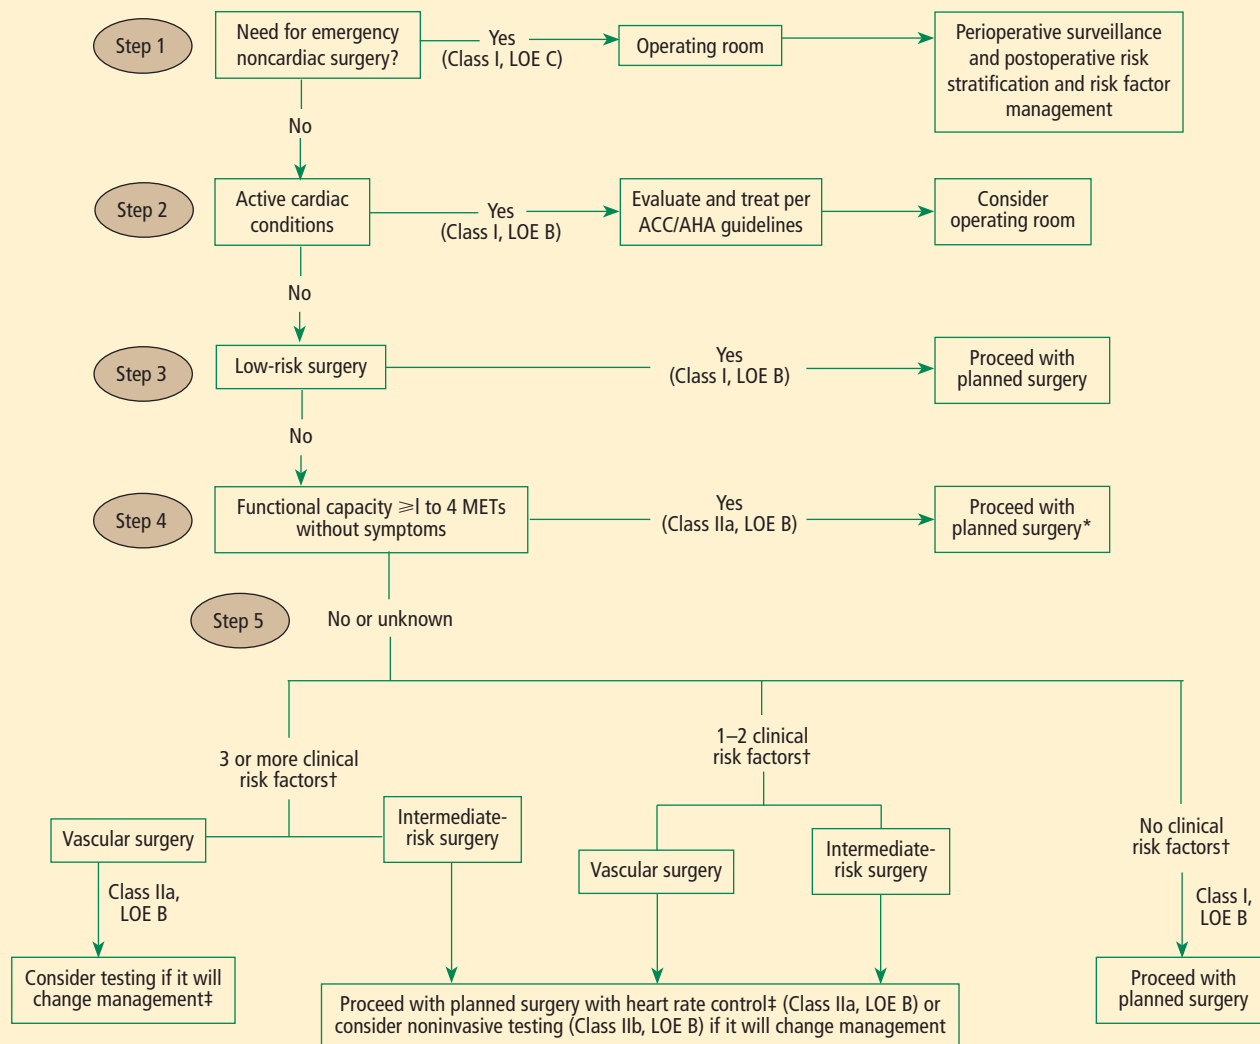 Step 1
Need for emergency
noncardiac surgery?
Yes
(Class I, LOE C)
Operating room
Perioperative surveillance
and postoperative risk
stratification and risk factor
management
No
Step 2
Active cardiac
conditions
Yes
(Class I, LOE B)
Evaluate and treat per
ACC/AHA guidelines
Consider
operating room
No
Step 3
Low-risk surgery
Yes
(Class I, LOE B)
Proceed with
planned surgery
No
Step 4
Functional capacity ⩾l to 4 METs
without symptoms
Yes
(Class IIa, LOE B)
Proceed with
planned surgery*
Step 5
No or unknown
3 or more clinical
risk factors†
Vascular surgery
Intermediate-
risk surgery
Class IIa,
LOE B
Consider testing if it will
change management‡
1–2 clinical
risk factors†
Vascular surgery
Intermediate-
risk surgery
Proceed with planned surgery with heart rate control‡ (Class IIa, LOE B) or
consider noninvasive testing (Class IIb, LOE B) if it will change management
No clinical
risk factors†
Class I,
LOE B
Proceed with
planned surgery